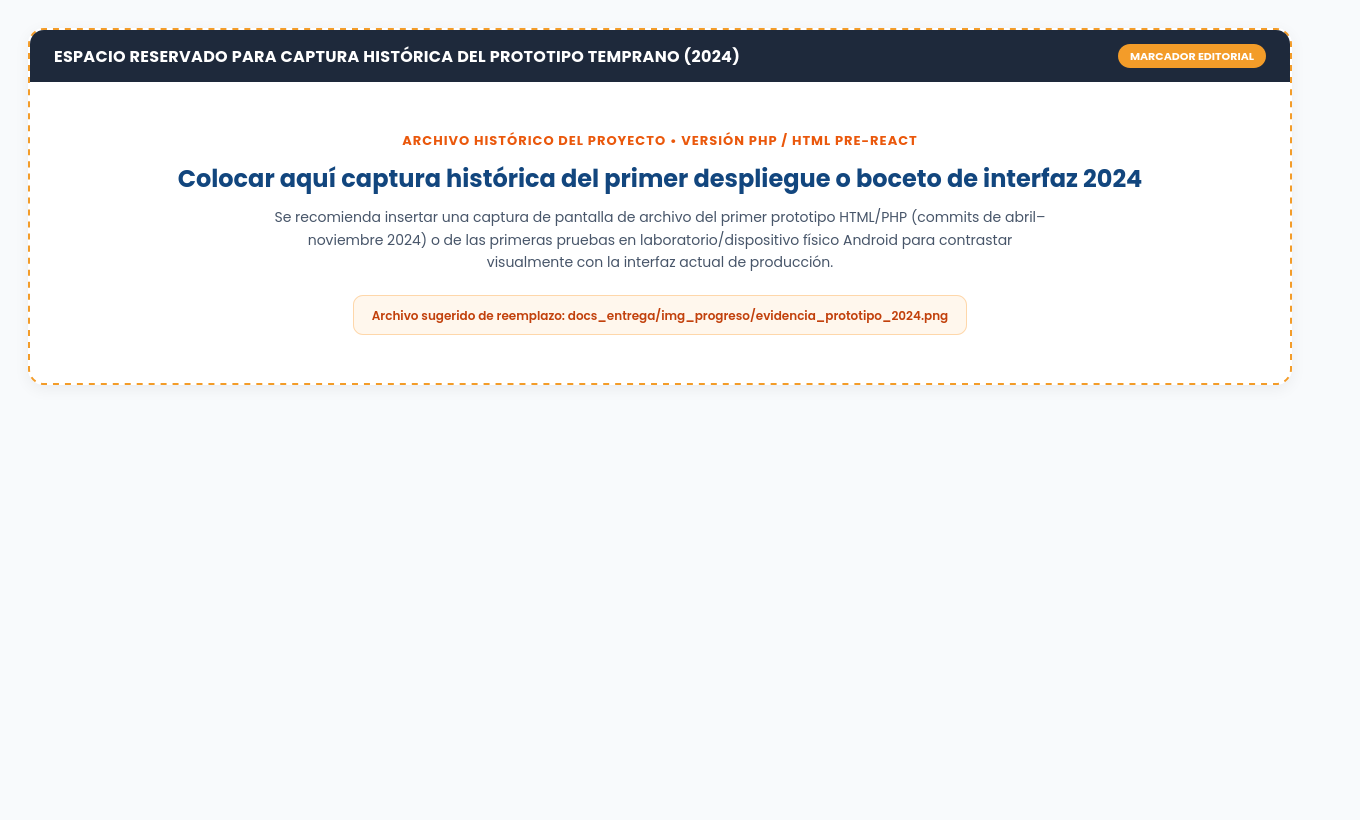 ESPACIO RESERVADO PARA CAPTURA HISTÓRICA DEL PROTOTIPO TEMPRANO (2024)
MARCADOR EDITORIAL
ARCHIVO HISTÓRICO DEL PROYECTO • VERSIÓN PHP / HTML PRE-REACT
Colocar aquí captura histórica del primer despliegue o boceto de interfaz 2024
Se recomienda insertar una captura de pantalla de archivo del primer prototipo HTML/PHP (commits de abril–
noviembre 2024) o de las primeras pruebas en laboratorio/dispositivo físico Android para contrastar
visualmente con la interfaz actual de producción.
Archivo sugerido de reemplazo: docs_entrega/img_progreso/evidencia_prototipo_2024.png